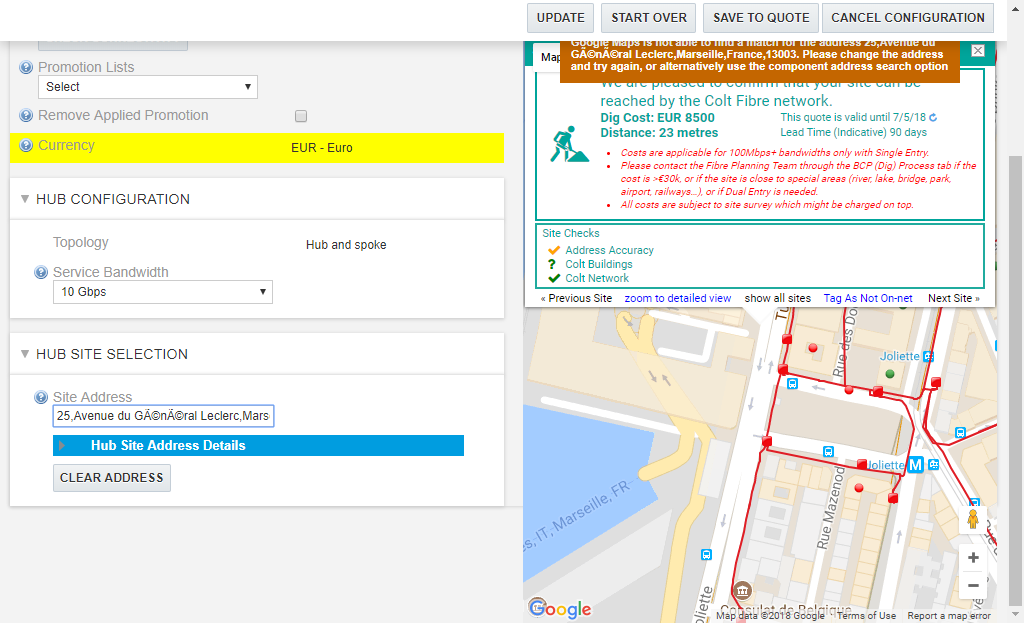 UPDATE
START OVER
SAVE TO QUOTE
CANCEL CONFIGURATION
Promotion Lists
Select
Remove Applied Promotion
Currency
EUR - Euro
HUB CONFIGURATION
Topology
Hub and spoke
Service Bandwidth
10 Gbps
HUB SITE SELECTION
Site Address
25,Avenue du GÃ©nÃ©ral Leclerc,Mars
Hub Site Address Details
CLEAR ADDRESS
Map
Google Maps is not able to find a match for the address 25,Avenue du
GÃ©nÃ©ral Leclerc,Marseille,France,13003. Please change the address
and try again, or alternatively use the component address search option
We are pleased to confirm that your site can be
reached by the Colt Fibre network.
Dig Cost: EUR 8500
This quote is valid until 7/5/18
Distance: 23 metres
Lead Time (Indicative) 90 days
Costs are applicable for 100Mbps+ bandwidths only with Single Entry.
Please contact the Fibre Planning Team through the BCP (Dig) Process tab if the
cost is >€30k, or if the site is close to special areas (river, lake, bridge, park,
airport, railways...), or if Dual Entry is needed.
All costs are subject to site survey which might be charged on top.
Site Checks
Address Accuracy
? Colt Buildings
Colt Network
« Previous Site
zoom to detailed view
show all sites
Tag As Not On-net
Next Site »
Tu
Rue des Do
Joliette
Joliette
M
Rue Mazenod
es, IT, Marseille, FR
Joliette
Consulat de Belgique
Avenue
+
−
Google
Map data ©2018 Google
Terms of Use
Report a map error